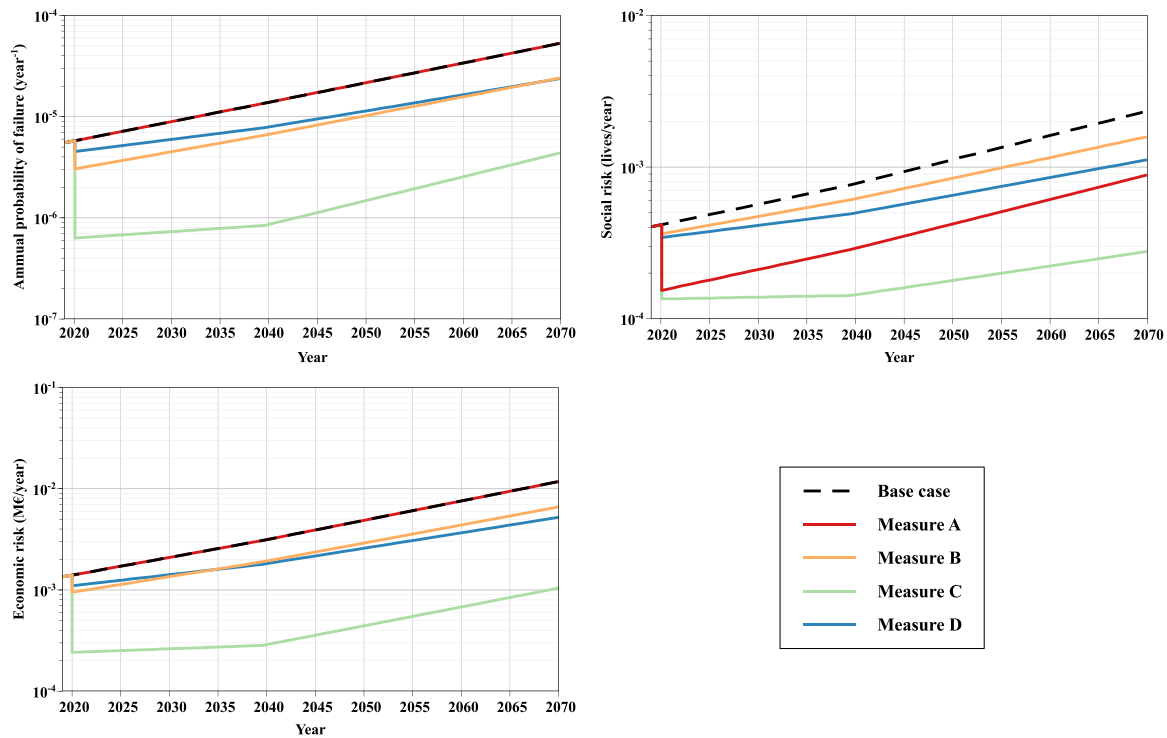 10-4
10-5
10-6
10-7
Annual probability of failure (year-1)
2020 2025 2030 2035 2040 2045 2050 2055 2060 2065 2070
Year
10-2
10-3
10-4
Social risk (lives/year)
2020 2025 2030 2035 2040 2045 2050 2055 2060 2065 2070
Year
10-1
10-2
10-3
10-4
Economic risk (M€/year)
2020 2025 2030 2035 2040 2045 2050 2055 2060 2065 2070
Year
Base case
Measure A
Measure B
Measure C
Measure D